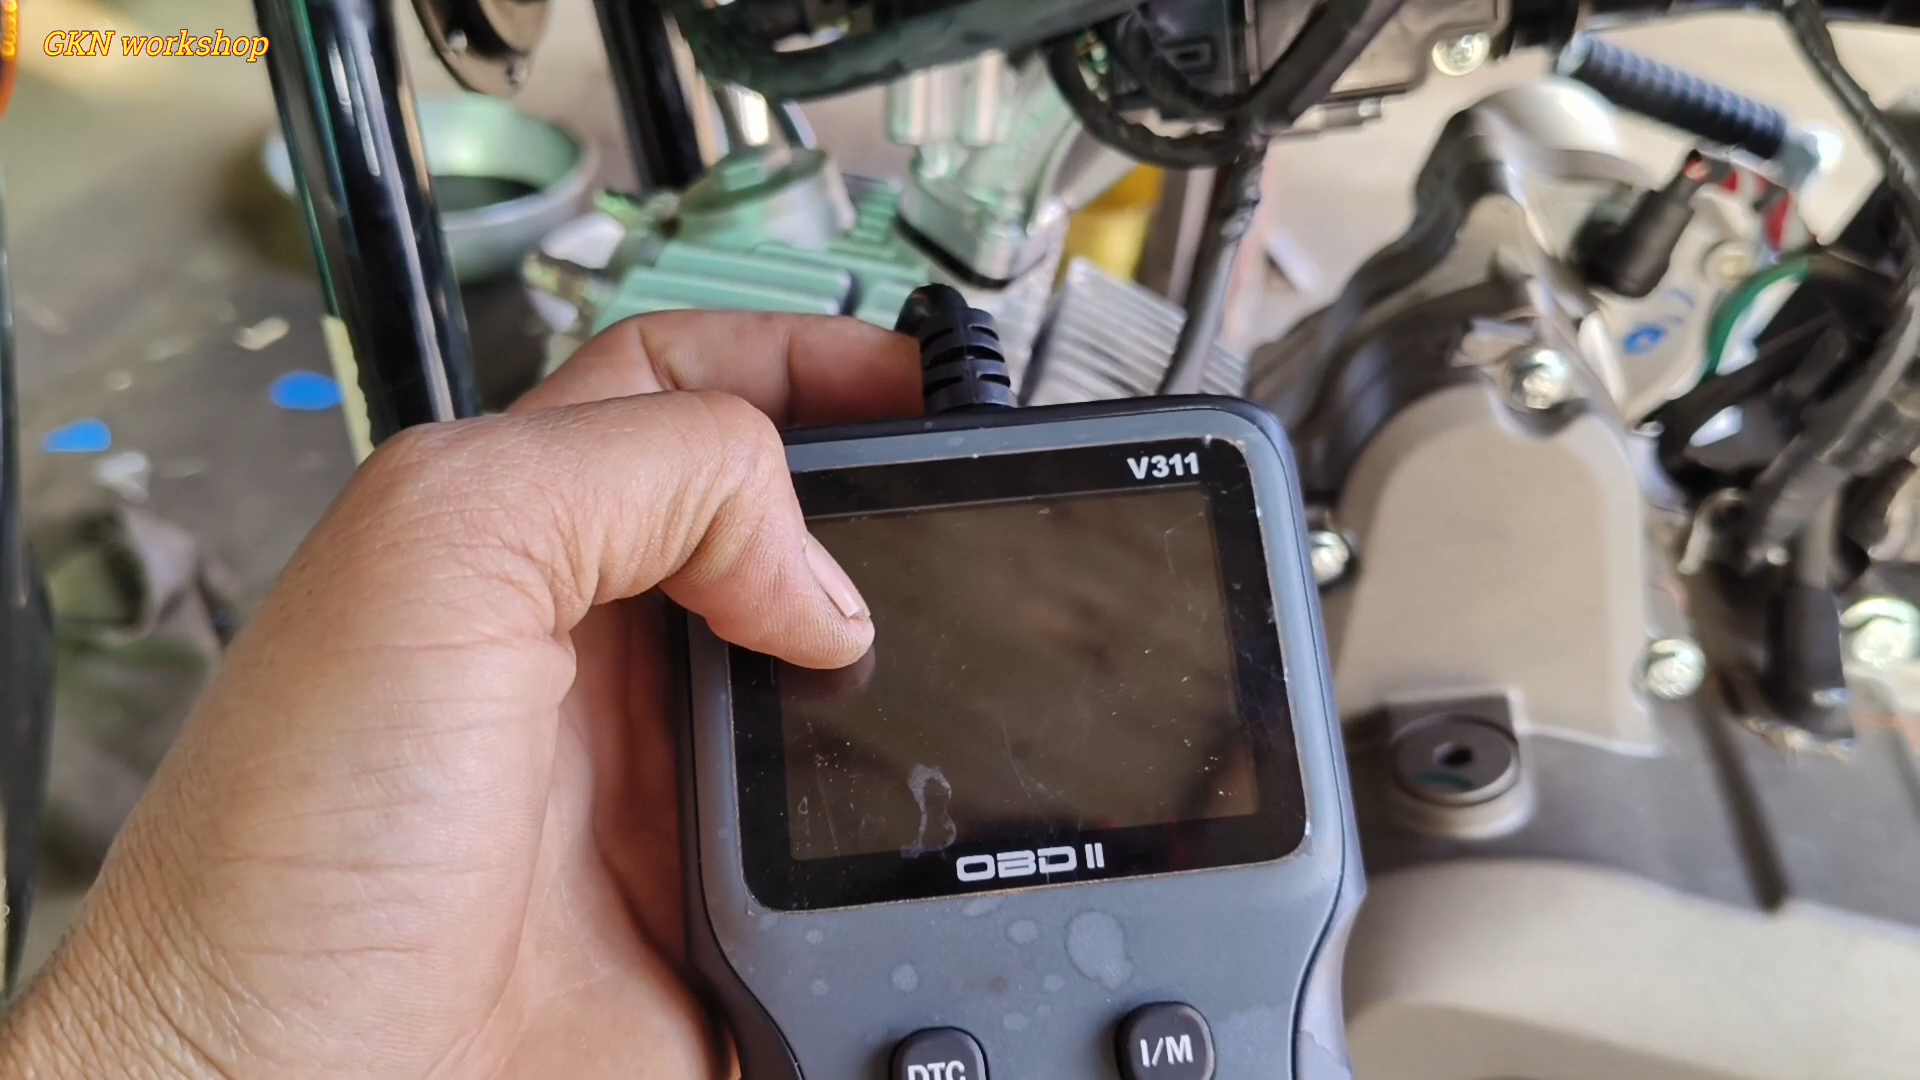 GKN workshop
V311
OBD II
DTC
I/M